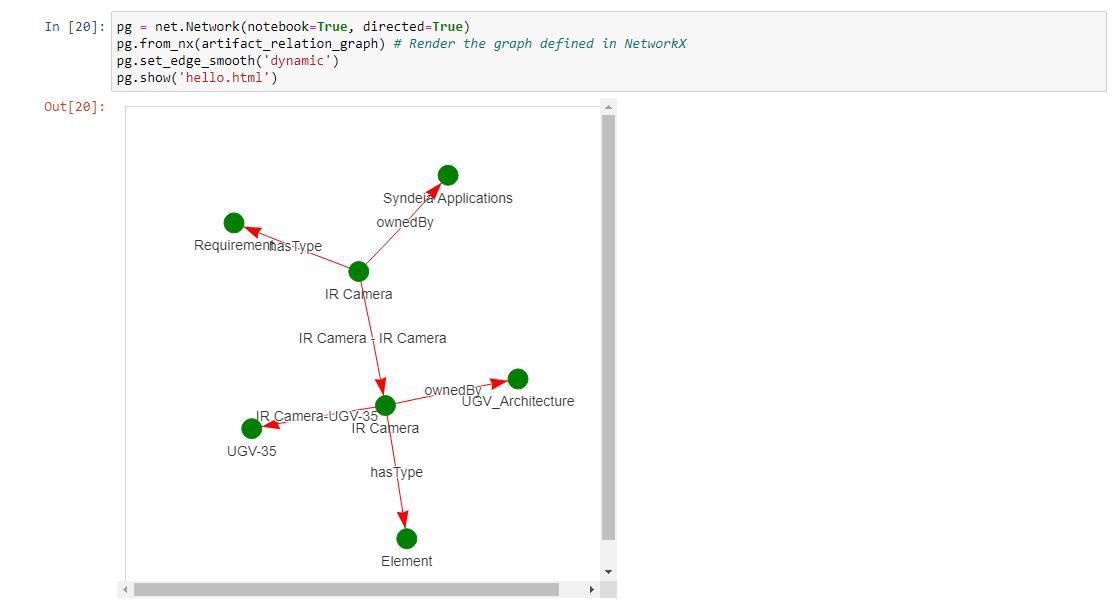 In [20]: pg = net.Network(notebook=True, directed=True)
pg.from_nx(artifact_relation_graph) # Render the graph defined in NetworkX
pg.set_edge_smooth('dynamic')
pg.show('hello.html')
Out[20]:
Syndeia Applications
ownedBy
Requirement
hasType
IR Camera
IR Camera - IR Camera
ownedBy
UGV_Architecture
IR Camera-UGV-35
IR Camera
UGV-35
hasType
Element